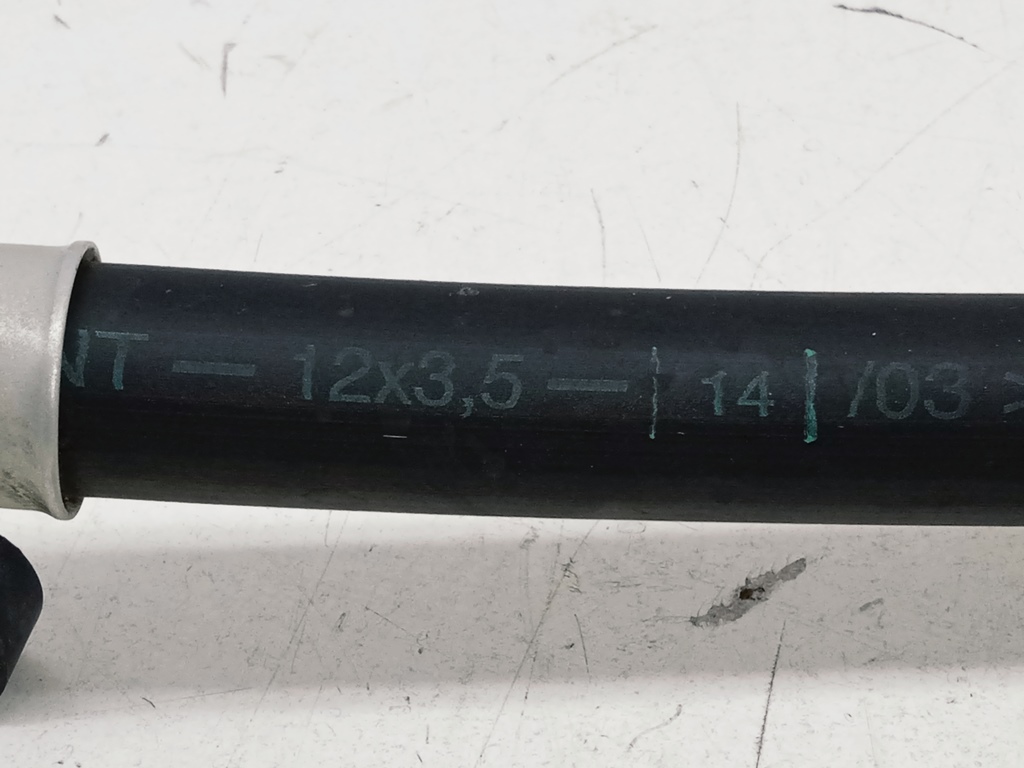 NT — 12x3,5 — | 14 | /03 >